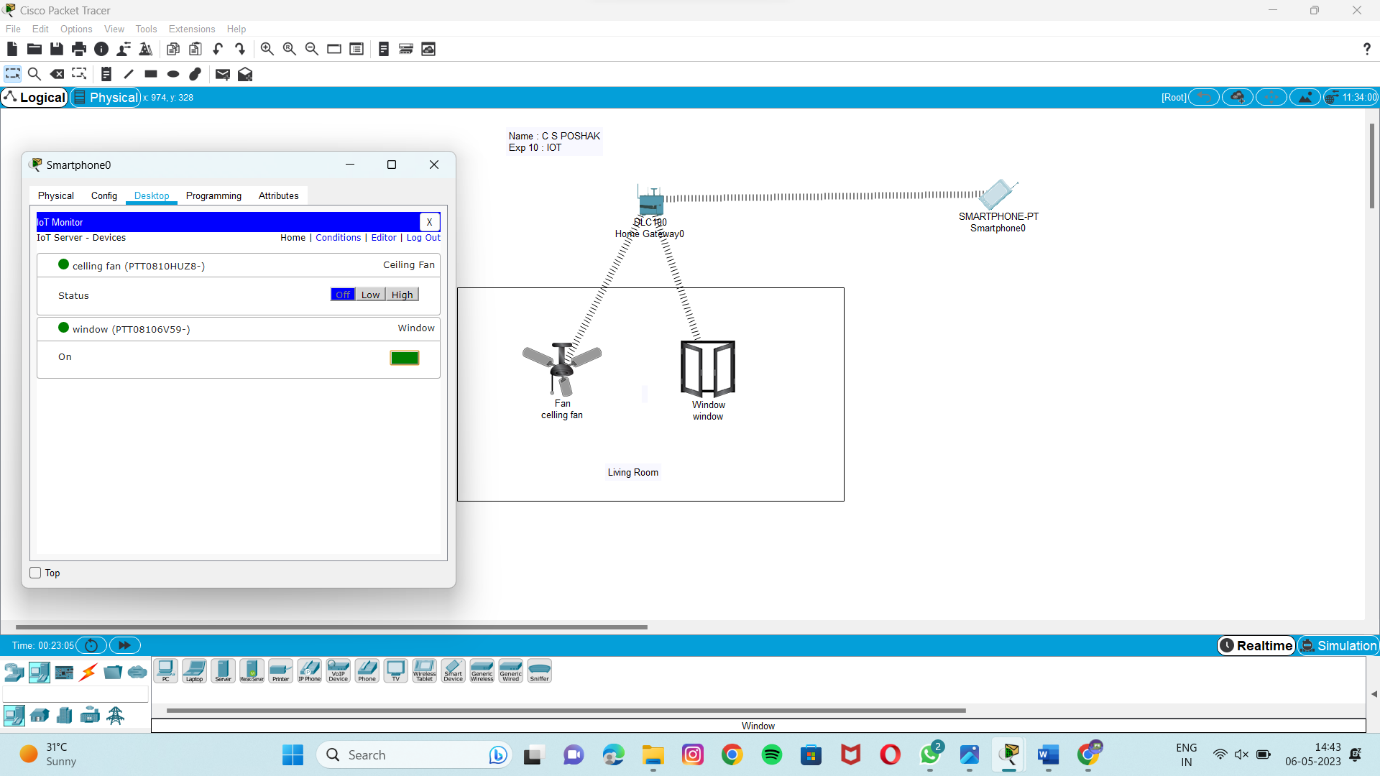 Cisco Packet Tracer
File Edit Options View Tools Extensions Help
?
Logical Physical x: 974, y: 328 [Root] 11:34:00
Name : C S POSHAK
Exp 10 : IOT
Smartphone0
Physical Config Desktop Programming Attributes
IoT Monitor X
IoT Server - Devices Home | Conditions | Editor | Log Out
celling fan (PTT0810HUZ8-) Ceiling Fan
Status Off Low High
window (PTT08106V59-) Window
On
Top
DLC100
Home Gateway0
SMARTPHONE-PT
Smartphone0
Fan
celling fan
Window
window
Living Room
Time: 00:23:05 Realtime Simulation
PC Laptop Server Printer IP Phone VoIP Device Phone TV Wireless Tablet Smart Device Generic Wireless Generic Wired Sniffer
Window
31°C
Sunny
Search
2
ENG
IN
14:43
06-05-2023